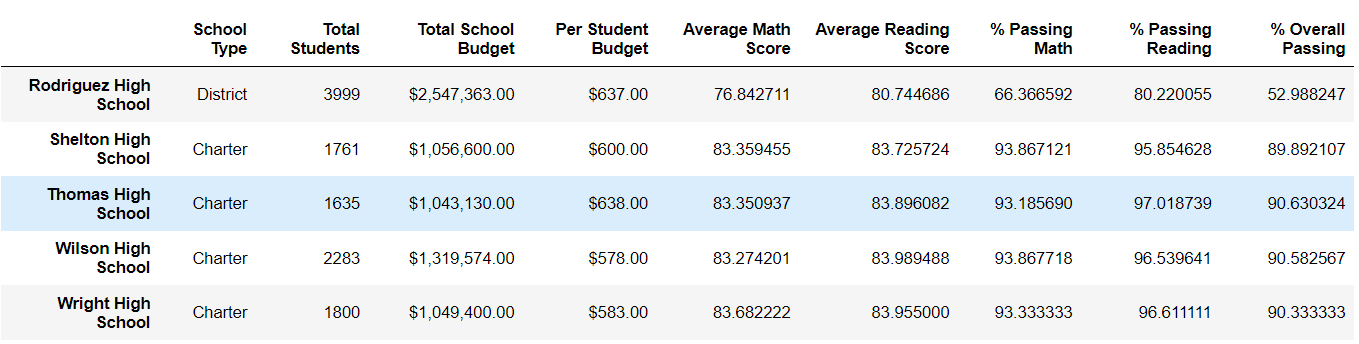 School Type Total Students Total School Budget Per Student Budget Average Math Score Average Reading Score % Passing Math % Passing Reading % Overall Passing
Rodriguez High School District 3999 $2,547,363.00 $637.00 76.842711 80.744686 66.366592 80.220055 52.988247
Shelton High School Charter 1761 $1,056,600.00 $600.00 83.359455 83.725724 93.867121 95.854628 89.892107
Thomas High School Charter 1635 $1,043,130.00 $638.00 83.350937 83.896082 93.185690 97.018739 90.630324
Wilson High School Charter 2283 $1,319,574.00 $578.00 83.274201 83.989488 93.867718 96.539641 90.582567
Wright High School Charter 1800 $1,049,400.00 $583.00 83.682222 83.955000 93.333333 96.611111 90.333333